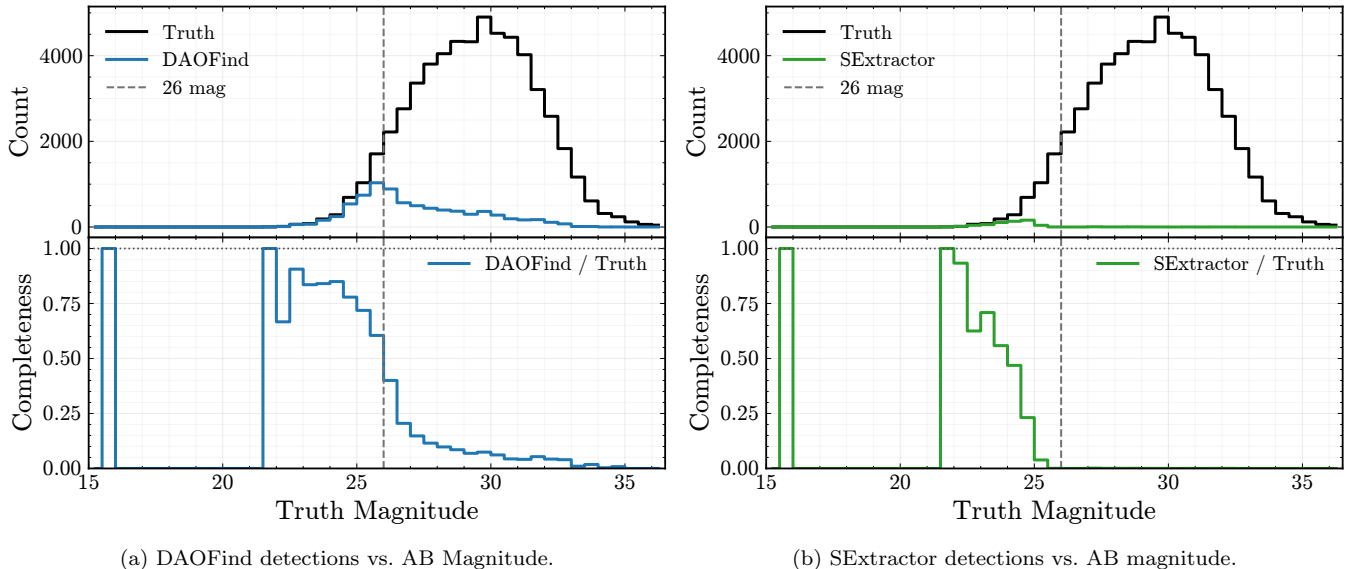 Truth
DAOFind
26 mag
4000
2000
0
Count
DAOFind / Truth
1.00
0.75
0.50
0.25
0.00
Completeness
15 20 25 30 35
Truth Magnitude
(a) DAOFind detections vs. AB Magnitude.
Truth
SExtractor
26 mag
4000
2000
0
Count
SExtractor / Truth
1.00
0.75
0.50
0.25
0.00
Completeness
15 20 25 30 35
Truth Magnitude
(b) SExtractor detections vs. AB magnitude.